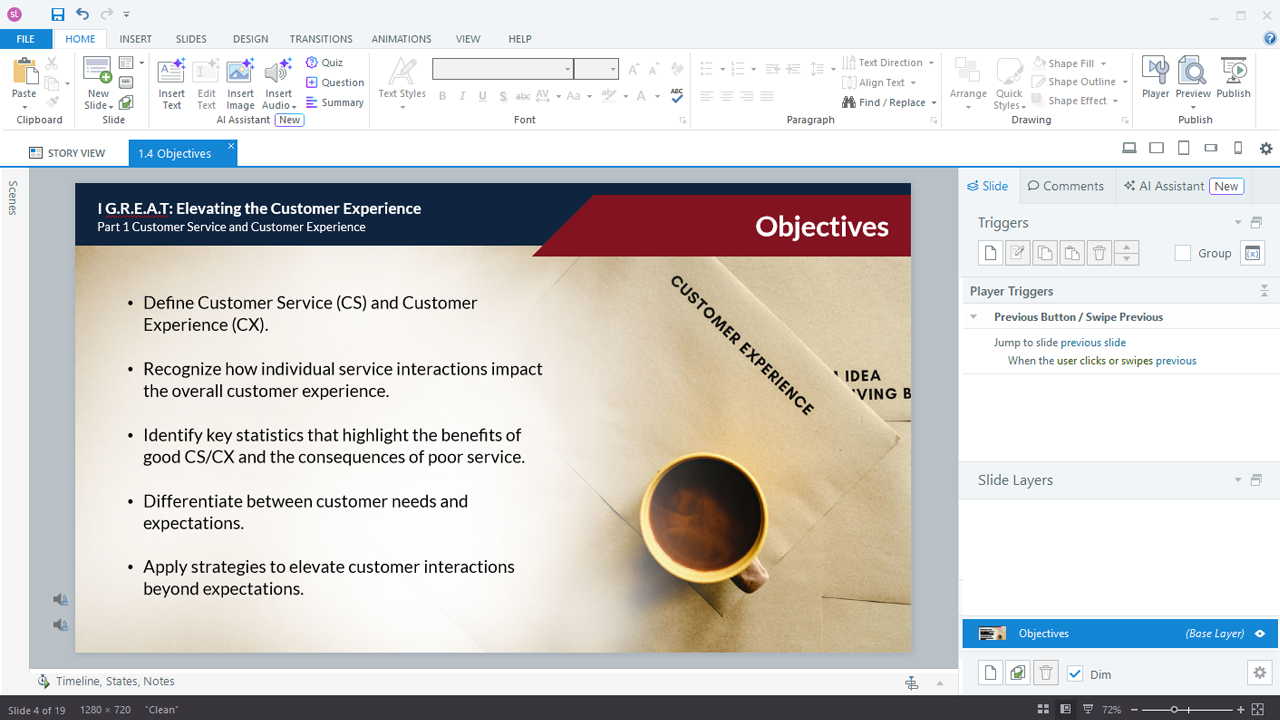 sl
FILE
HOME
INSERT
SLIDES
DESIGN
TRANSITIONS
ANIMATIONS
VIEW
HELP
Paste
Clipboard
New
Slide
Slide
Insert
Text
Edit
Text
Insert
Image
Insert
Audio
Quiz
Question
Summary
AI Assistant New
Text Styles
B I U S abc AV Aa ab A ABC
Font
Text Direction
Align Text
Find / Replace
Paragraph
Arrange
Quick
Styles
Shape Fill
Shape Outline
Shape Effect
Drawing
Player
Preview
Publish
Publish
STORY VIEW
1.4 Objectives
Scenes
I G.R.E.A.T: Elevating the Customer Experience
Part 1 Customer Service and Customer Experience
Objectives
• Define Customer Service (CS) and Customer
Experience (CX).
• Recognize how individual service interactions impact
the overall customer experience.
• Identify key statistics that highlight the benefits of
good CS/CX and the consequences of poor service.
• Differentiate between customer needs and
expectations.
• Apply strategies to elevate customer interactions
beyond expectations.
CUSTOMER EXPERIENCE
IDEA
VING B
Slide
Comments
AI Assistant New
Triggers
Group
Player Triggers
Previous Button / Swipe Previous
Jump to slide previous slide
When the user clicks or swipes previous
Slide Layers
Objectives (Base Layer)
Dim
Timeline, States, Notes
Slide 4 of 19
1280 × 720
"Clean"
72%